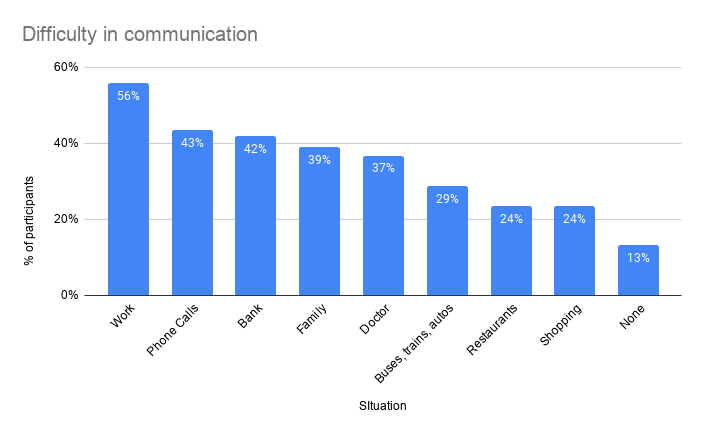 Difficulty in communication
% of participants
60%
40%
20%
0%
56%
43%
42%
39%
37%
29%
24%
24%
13%
Work
Phone Calls
Bank
Family
Doctor
Buses, trains, autos
Restaurants
Shopping
None
SItuation